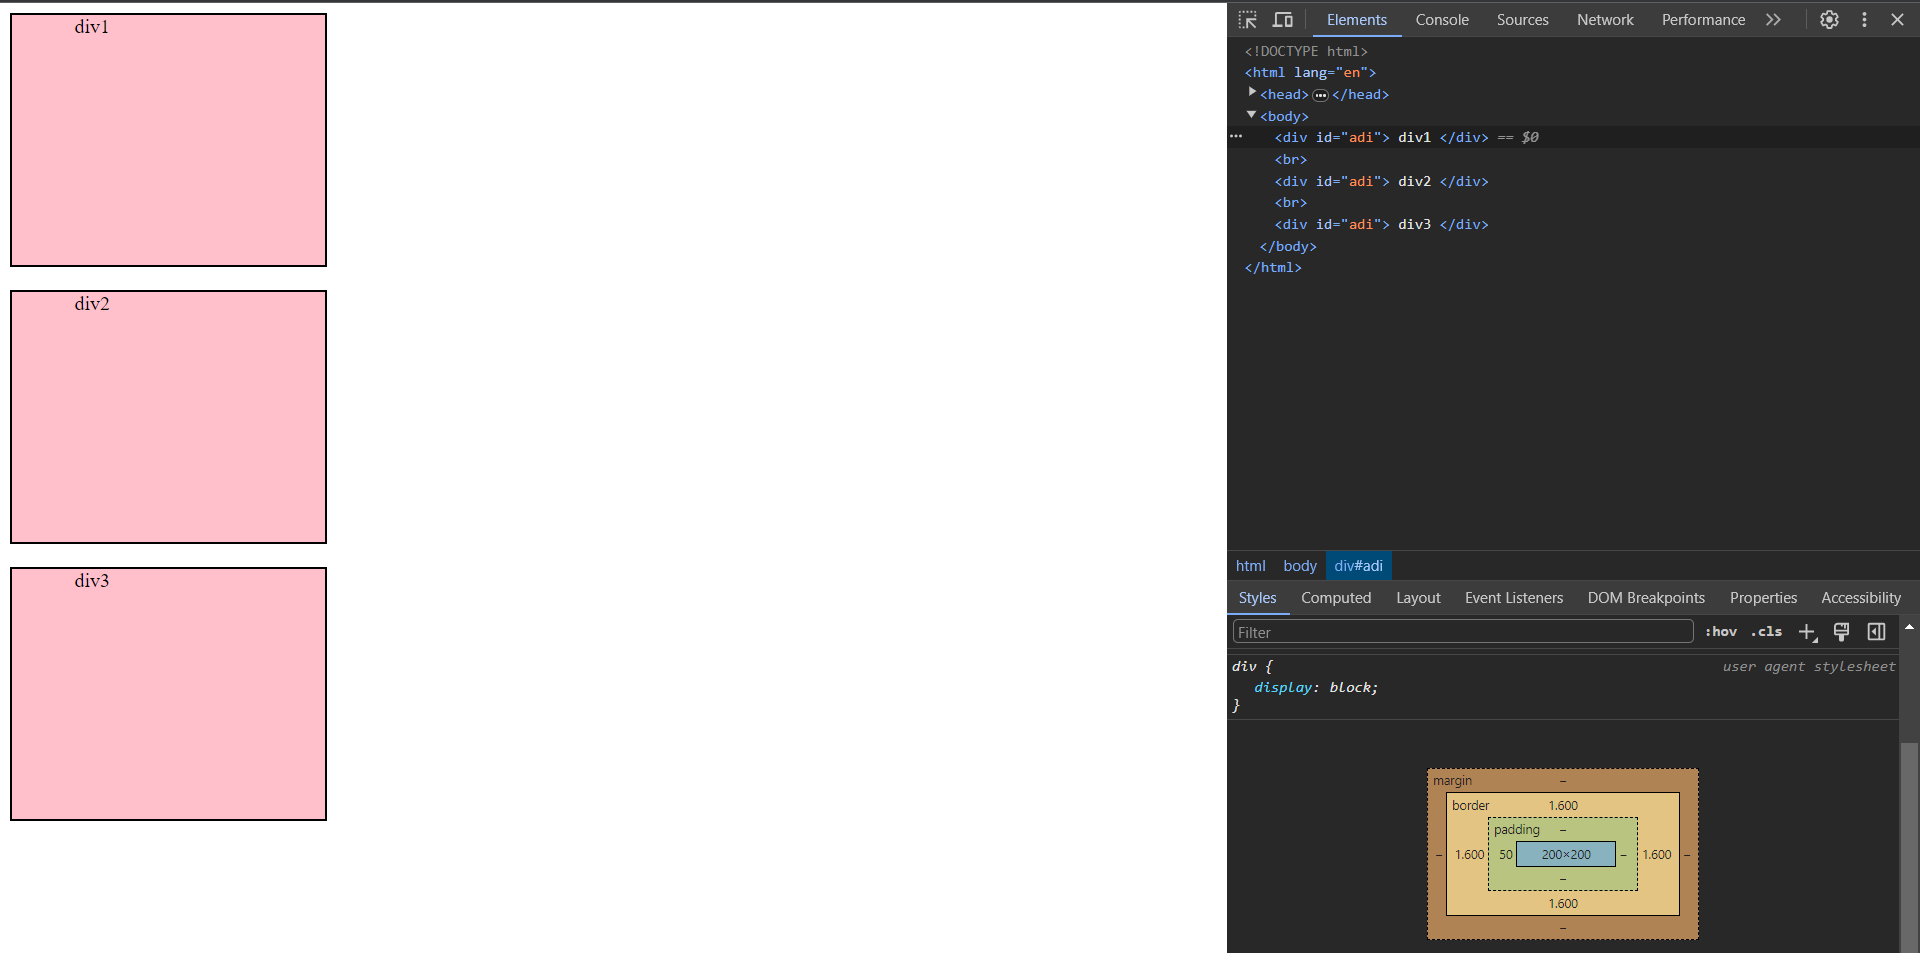 div1
div2
div3
Elements Console Sources Network Performance
<!DOCTYPE html>
<html lang="en">
<head>…</head>
<body>
<div id="adi"> div1 </div> == $0
<br>
<div id="adi"> div2 </div>
<br>
<div id="adi"> div3 </div>
</body>
</html>
html body div#adi
Styles Computed Layout Event Listeners DOM Breakpoints Properties Accessibility
Filter :hov .cls
div { user agent stylesheet
display: block;
}
margin –
border 1.600
padding –
– 1.600 50 200×200 – 1.600 –
–
1.600
–